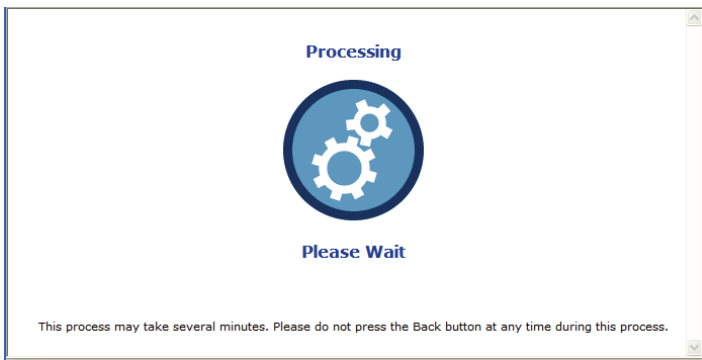 Processing
Please Wait
This process may take several minutes. Please do not press the Back button at any time during this process.